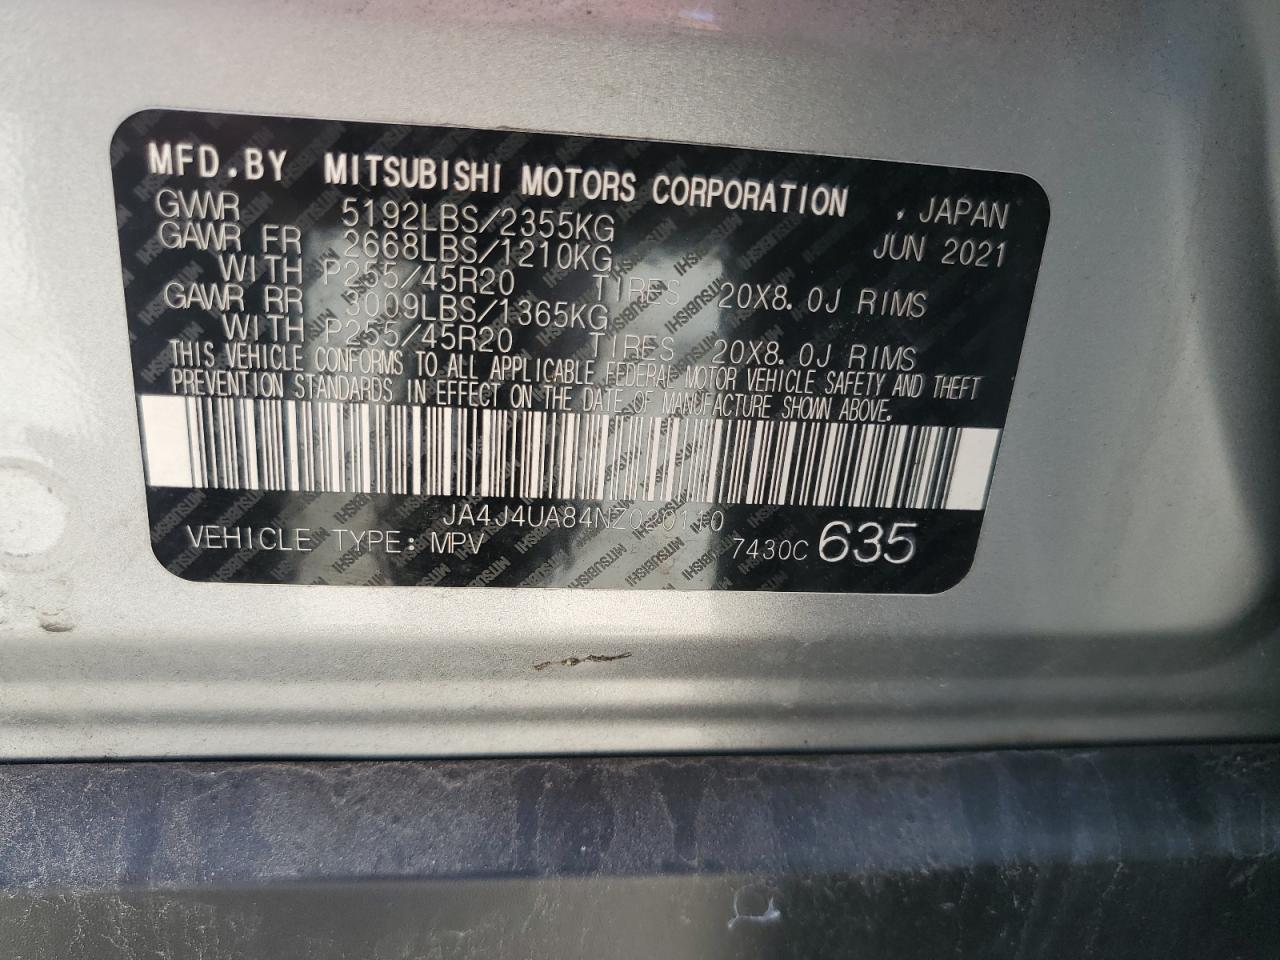 MFD.BY MITSUBISHI MOTORS CORPORATION . JAPAN
GVWR 5192LBS/2355KG JUN 2021
GAWR FR 2668LBS/1210KG
WITH P255/45R20 TIRES 20X8.0J RIMS
GAWR RR 3009LBS/1365KG
WITH P255/45R20 TIRES 20X8.0J RIMS
THIS VEHICLE CONFORMS TO ALL APPLICABLE FEDERAL MOTOR VEHICLE SAFETY AND THEFT
PREVENTION STANDARDS IN EFFECT ON THE DATE OF MANUFACTURE SHOWN ABOVE.
JA4J4UA84NZ020110
VEHICLE TYPE: MPV 7430C 635